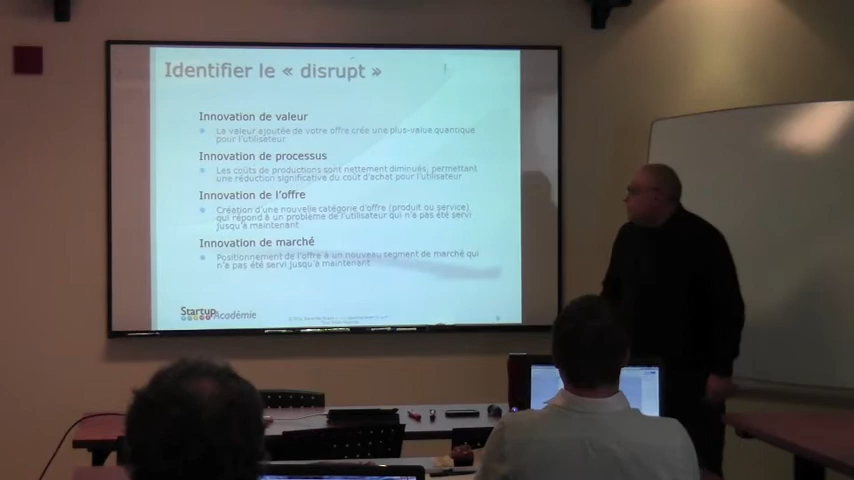 Identifier le « disrupt »
Innovation de valeur
La valeur ajoutée de votre offre crée une plus-value quantique
pour l'utilisateur
Innovation de processus
Les coûts de productions sont nettement diminués, permettant
une réduction significative du coût d'achat pour l'utilisateur
Innovation de l'offre
Création d'une nouvelle catégorie d'offre (produit ou service)
qui répond à un problème de l'utilisateur qui n'a pas été servi
jusqu'à maintenant
Innovation de marché
Positionnement de l'offre à un nouveau segment de marché qui
n'a pas été servi jusqu'à maintenant
Startup Académie